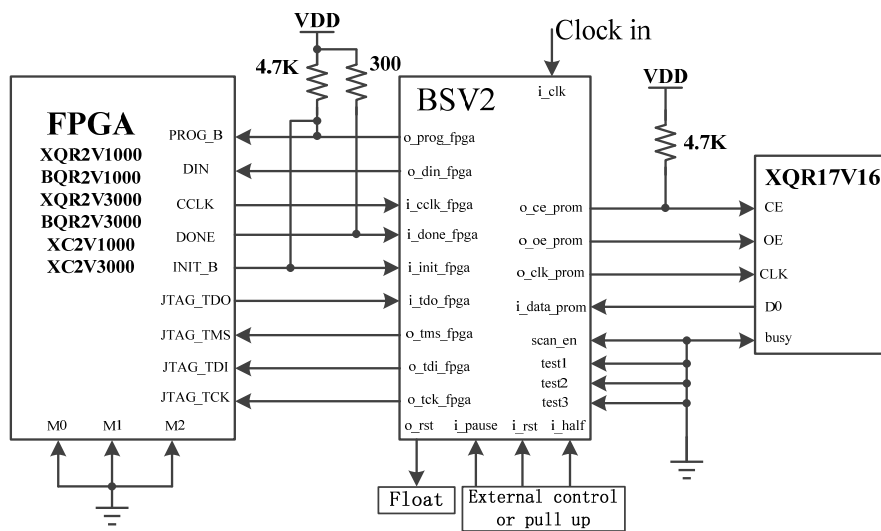 VDD
4.7K
300
Clock in
FPGA
XQR2V1000
BQR2V1000
XQR2V3000
BQR2V3000
XC2V1000
XC2V3000
PROG_B
DIN
CCLK
DONE
INIT_B
JTAG_TDO
JTAG_TMS
JTAG_TDI
JTAG_TCK
M0
M1
M2
BSV2
i_clk
o_prog_fpga
o_din_fpga
i_cclk_fpga
i_done_fpga
i_init_fpga
i_tdo_fpga
o_tms_fpga
o_tdi_fpga
o_tck_fpga
o_ce_prom
o_oe_prom
o_clk_prom
i_data_prom
scan_en
test1
test2
test3
o_rst
i_pause
i_rst
i_half
VDD
4.7K
XQR17V16
CE
OE
CLK
D0
busy
Float
External control
or pull up